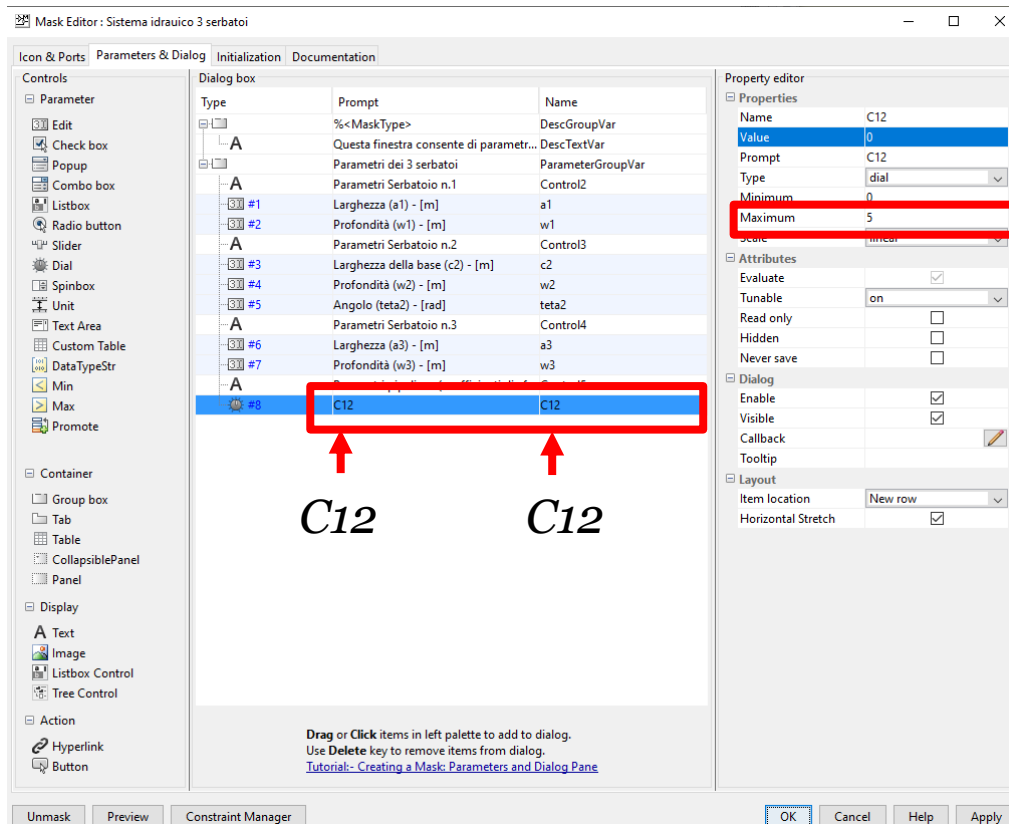 Mask Editor : Sistema idrauico 3 serbatoi
Icon & Ports Parameters & Dialog Initialization Documentation
Controls
Parameter
Edit
Check box
Popup
Combo box
Listbox
Radio button
Slider
Dial
Spinbox
Unit
Text Area
Custom Table
DataTypeStr
Min
Max
Promote
Container
Group box
Tab
Table
CollapsiblePanel
Panel
Display
A Text
Image
Listbox Control
Tree Control
Action
Hyperlink
Button
Dialog box
Type Prompt Name
%<MaskType> DescGroupVar
A Questa finestra consente di parametr... DescTextVar
Parametri dei 3 serbatoi ParameterGroupVar
A Parametri Serbatoio n.1 Control2
#1 Larghezza (a1) - [m] a1
#2 Profondità (w1) - [m] w1
A Parametri Serbatoio n.2 Control3
#3 Larghezza della base (c2) - [m] c2
#4 Profondità (w2) - [m] w2
#5 Angolo (teta2) - [rad] teta2
A Parametri Serbatoio n.3 Control4
#6 Larghezza (a3) - [m] a3
#7 Profondità (w3) - [m] w3
A
#8 C12 C12
C12 C12
Drag or Click items in left palette to add to dialog.
Use Delete key to remove items from dialog.
Tutorial:- Creating a Mask: Parameters and Dialog Pane
Property editor
Properties
Name C12
Value 0
Prompt C12
Type dial
Minimum 0
Maximum 5
Scale linear
Attributes
Evaluate
Tunable on
Read only
Hidden
Never save
Dialog
Enable
Visible
Callback
Tooltip
Layout
Item location New row
Horizontal Stretch
Unmask Preview Constraint Manager OK Cancel Help Apply